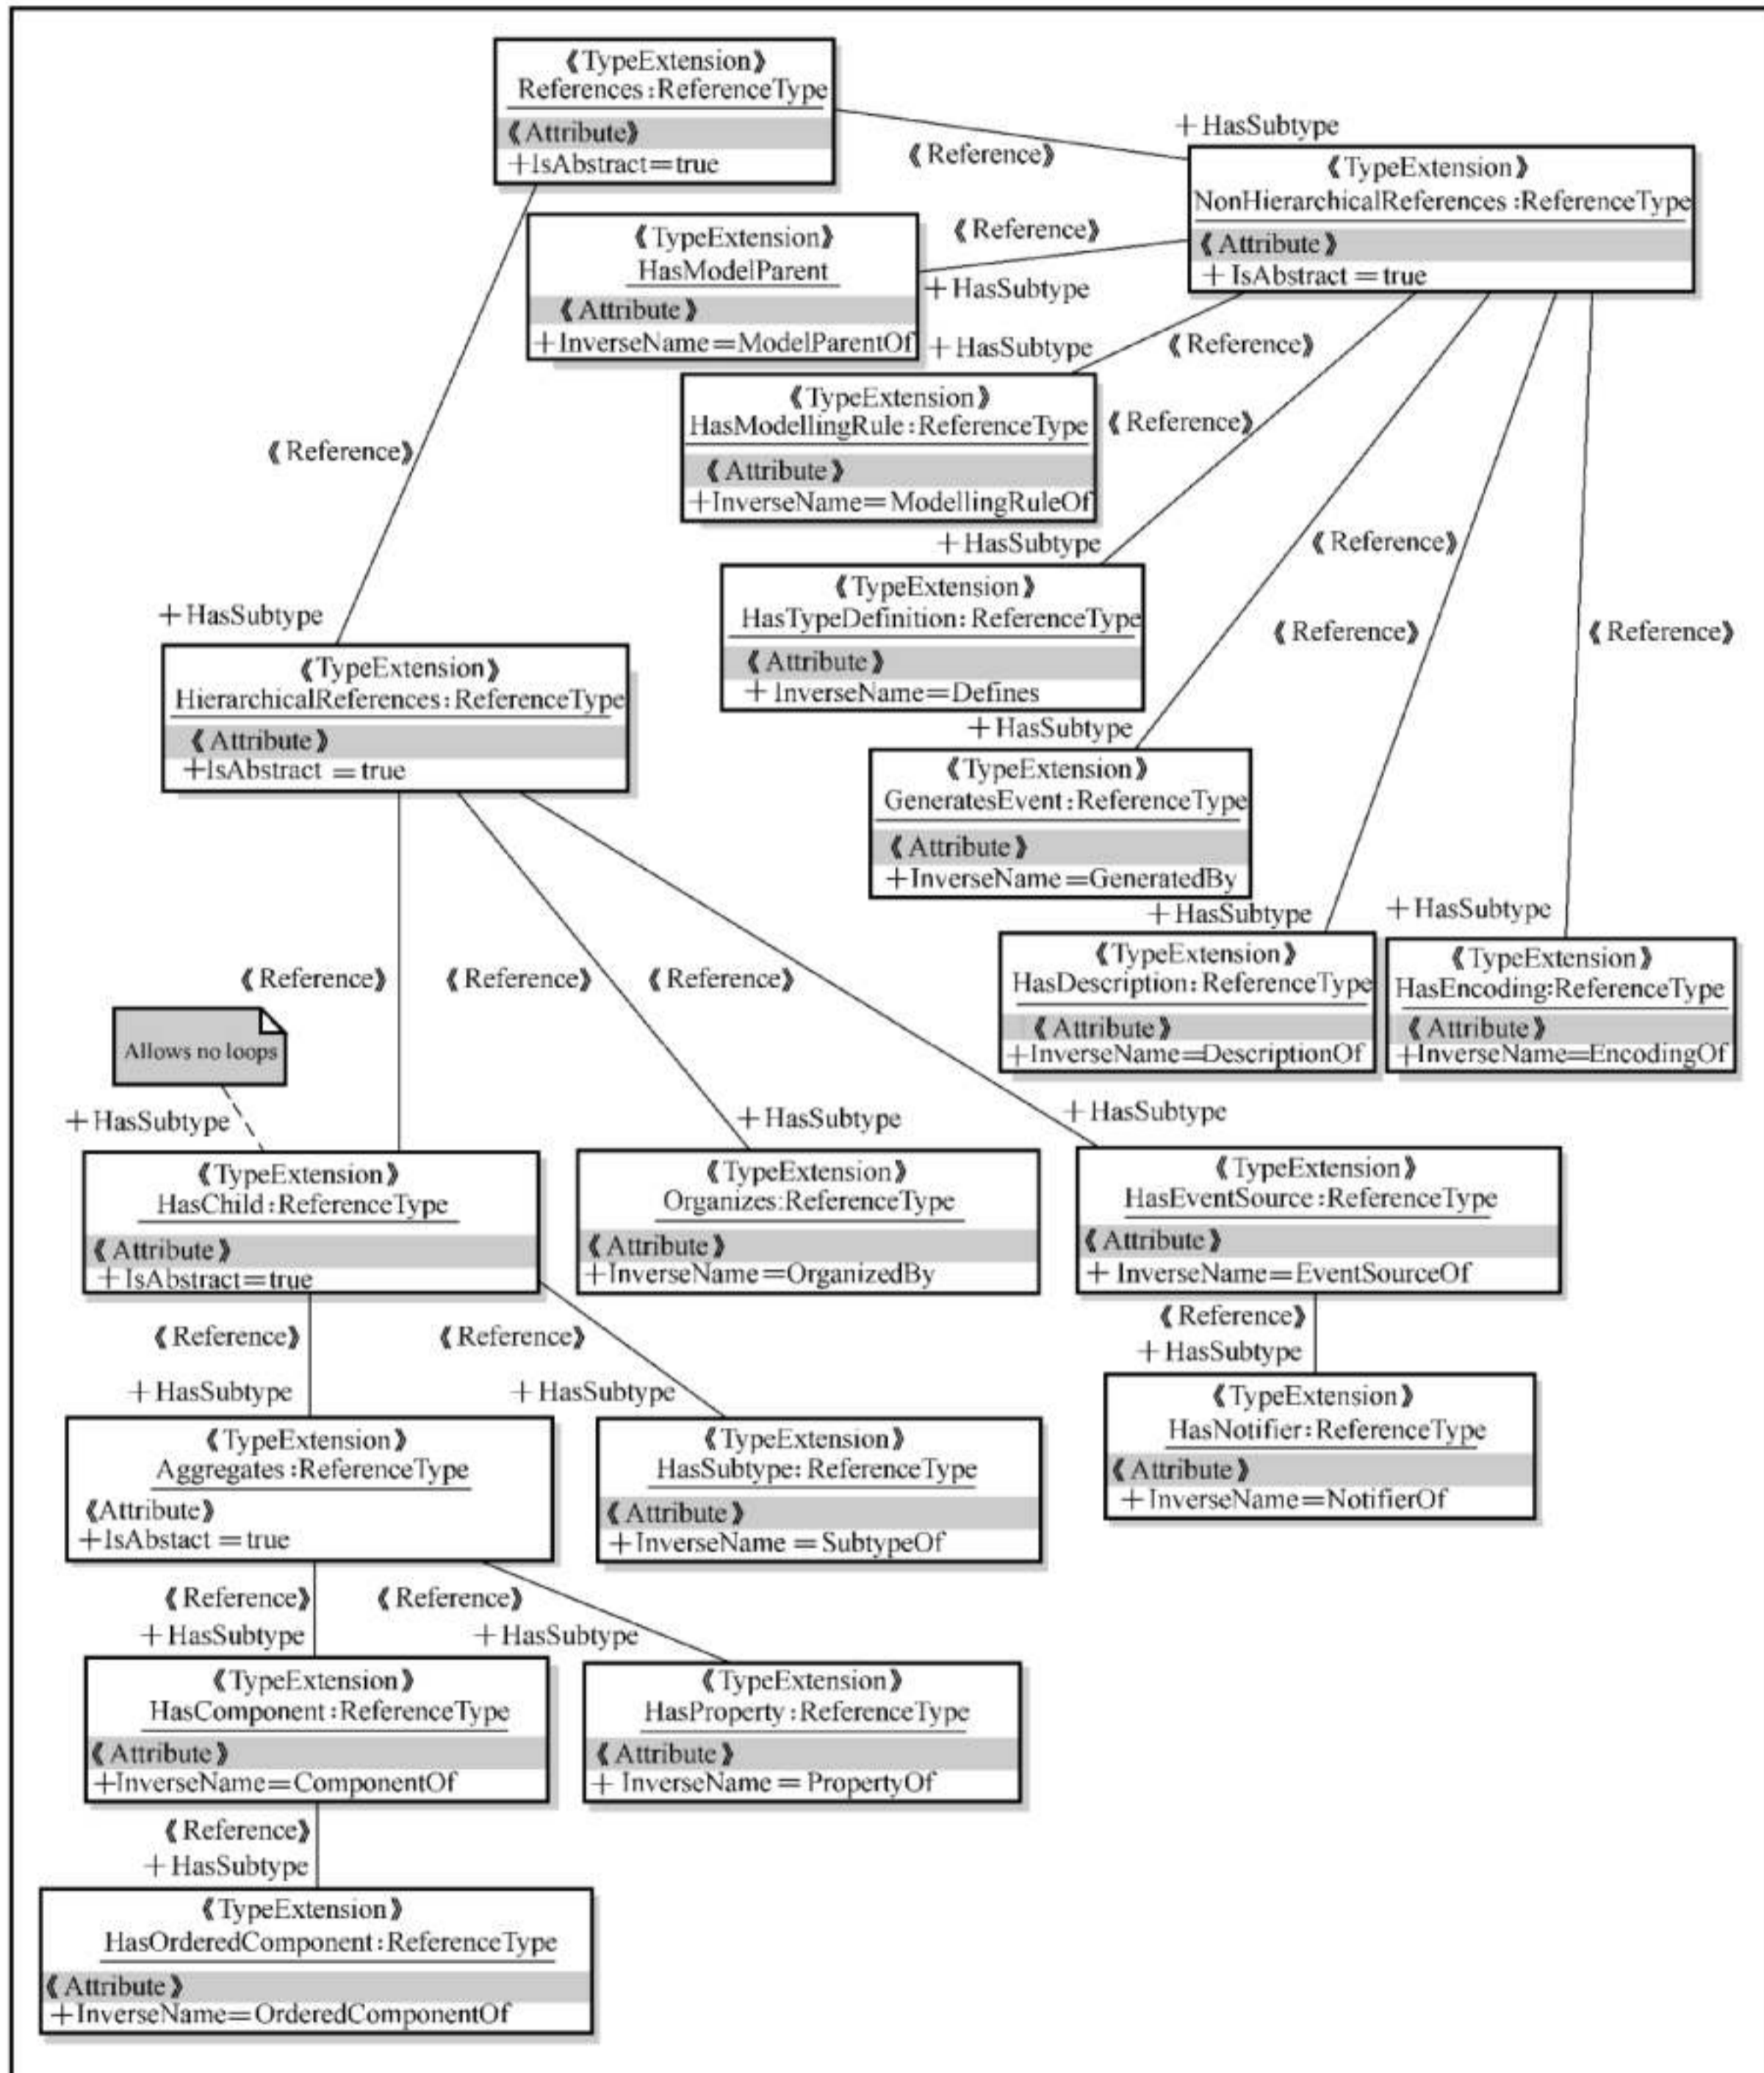 《TypeExtension》
References:ReferenceType
《Attribute》
+IsAbstract=true
+HasSubtype
《Reference》
《TypeExtension》
NonHierarchicalReferences:ReferenceType
《Attribute》
+IsAbstract=true
《TypeExtension》
HasModelParent
《Attribute》
+InverseName=ModelParentOf
《Reference》
+HasSubtype
+HasSubtype
《Reference》
《TypeExtension》
HasModellingRule:ReferenceType
《Attribute》
+InverseName=ModellingRuleOf
《Reference》
《Reference》
+HasSubtype
《Reference》
《TypeExtension》
HasTypeDefinition:ReferenceType
《Attribute》
+InverseName=Defines
《Reference》
《Reference》
+HasSubtype
《TypeExtension》
HierarchicalReferences:ReferenceType
《Attribute》
+IsAbstract=true
+HasSubtype
《TypeExtension》
GeneratesEvent:ReferenceType
《Attribute》
+InverseName=GeneratedBy
+HasSubtype
+HasSubtype
《TypeExtension》
HasDescription:ReferenceType
《Attribute》
+InverseName=DescriptionOf
《TypeExtension》
HasEncoding:ReferenceType
《Attribute》
+InverseName=EncodingOf
《Reference》
《Reference》
《Reference》
Allows no loops
+HasSubtype
+HasSubtype
+HasSubtype
《TypeExtension》
HasChild:ReferenceType
《Attribute》
+IsAbstract=true
《TypeExtension》
Organizes:ReferenceType
《Attribute》
+InverseName=OrganizedBy
《TypeExtension》
HasEventSource:ReferenceType
《Attribute》
+InverseName=EventSourceOf
《Reference》
《Reference》
《Reference》
+HasSubtype
+HasSubtype
+HasSubtype
《TypeExtension》
Aggregates:ReferenceType
《Attribute》
+IsAbstact=true
《TypeExtension》
HasSubtype:ReferenceType
《Attribute》
+InverseName=SubtypeOf
《TypeExtension》
HasNotifier:ReferenceType
《Attribute》
+InverseName=NotifierOf
《Reference》
《Reference》
+HasSubtype
+HasSubtype
《TypeExtension》
HasComponent:ReferenceType
《Attribute》
+InverseName=ComponentOf
《TypeExtension》
HasProperty:ReferenceType
《Attribute》
+InverseName=PropertyOf
《Reference》
+HasSubtype
《TypeExtension》
HasOrderedComponent:ReferenceType
《Attribute》
+InverseName=OrderedComponentOf